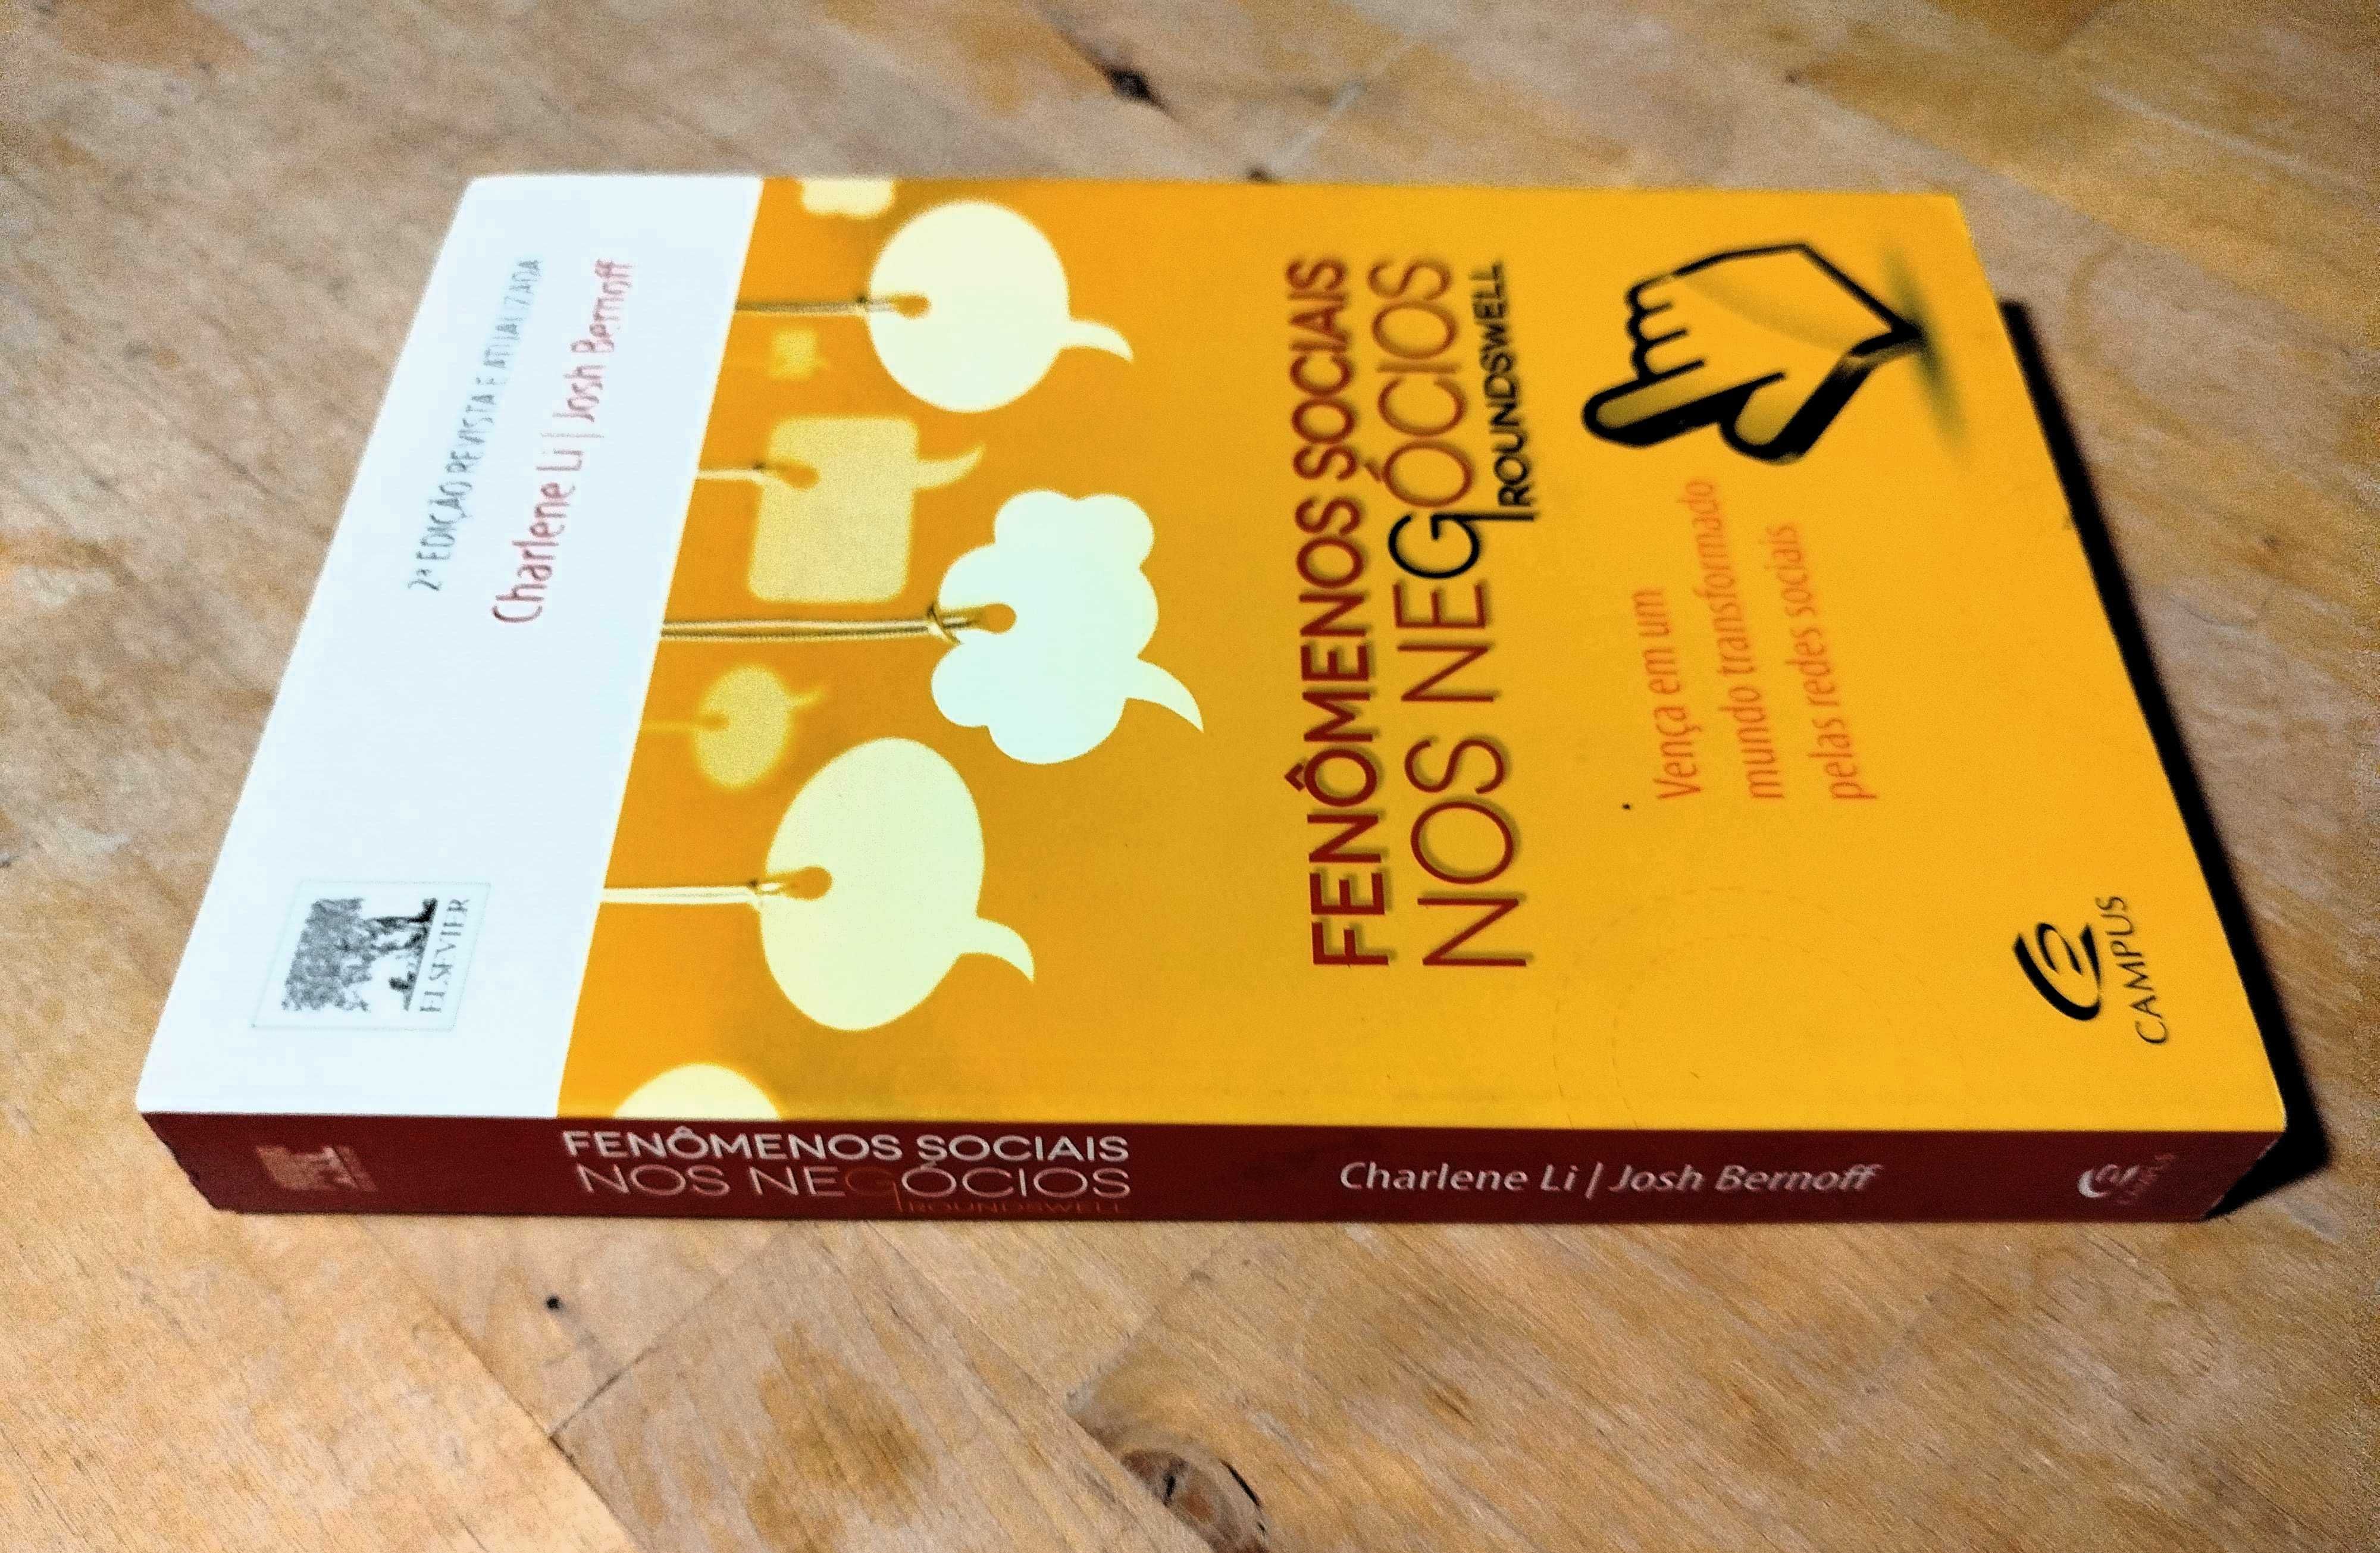 2ª EDIÇÃO REVISTA E ATUALIZADA
Charlene Li | Josh Bernoff
ELSEVIER
FENÔMENOS SOCIAIS
NOS NEGÓCIOS
GROUNDSWELL
Vença em um
mundo transformado
pelas redes sociais
CAMPUS
FENÔMENOS SOCIAIS
NOS NEGÓCIOS
GROUNDSWELL
Charlene Li | Josh Bernoff
CAMPUS